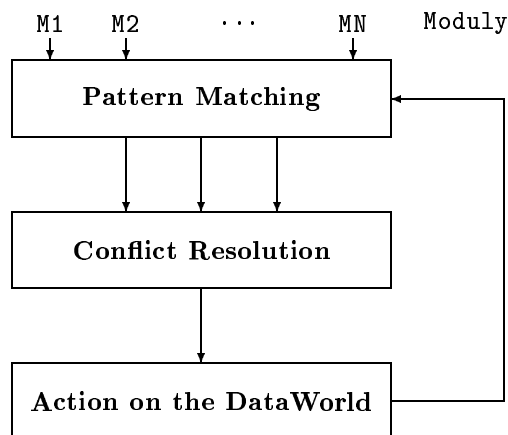 M1 M2 ··· MN Moduly
Pattern Matching
Conflict Resolution
Action on the DataWorld